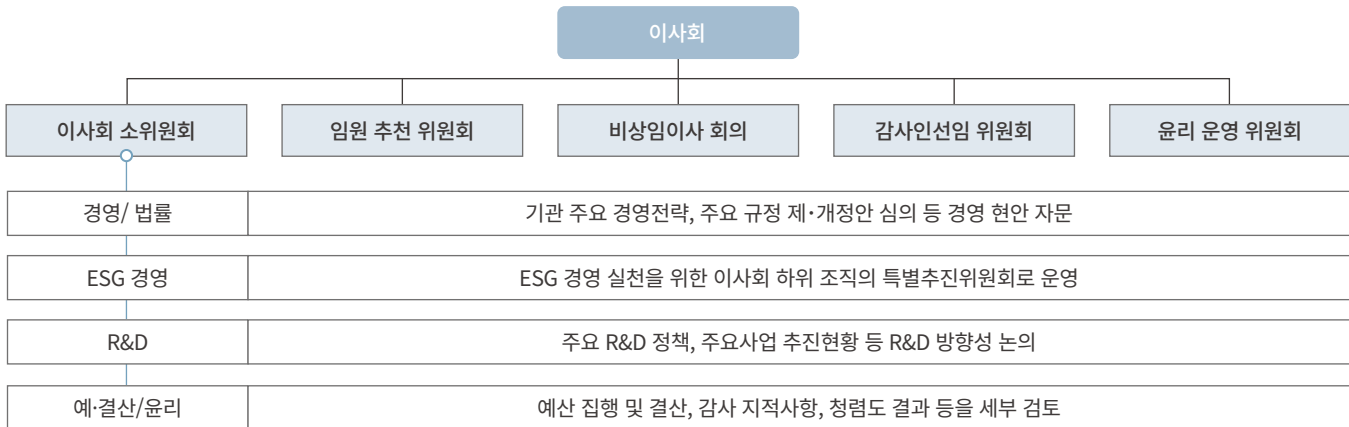 이사회
이사회 소위원회
임원 추천 위원회
비상임이사 회의
감사인선임 위원회
윤리 운영 위원회
경영/ 법률
기관 주요 경영전략, 주요 규정 제·개정안 심의 등 경영 현안 자문
ESG 경영
ESG 경영 실천을 위한 이사회 하위 조직의 특별추진위원회로 운영
R&D
주요 R&D 정책, 주요사업 추진현황 등 R&D 방향성 논의
예·결산/윤리
예산 집행 및 결산, 감사 지적사항, 청렴도 결과 등을 세부 검토